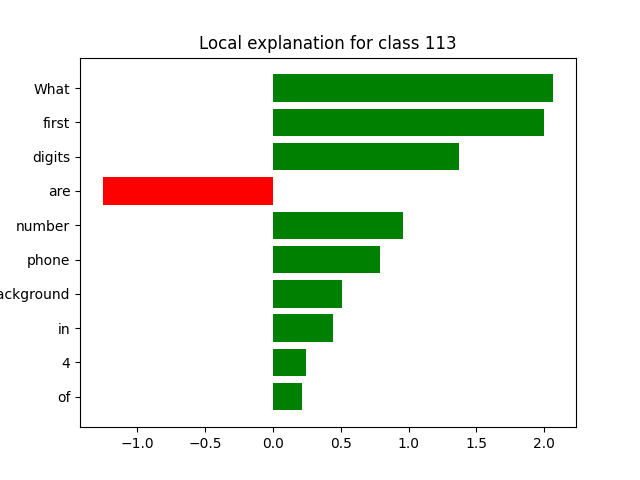 Local explanation for class 113
What
first
digits
are
number
phone
ackground
in
4
of
−1.0 −0.5 0.0 0.5 1.0 1.5 2.0